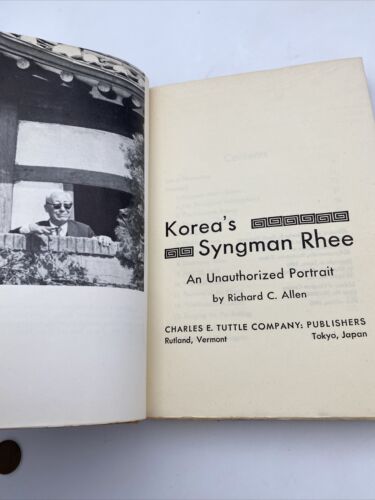 Korea's
Syngman Rhee
An Unauthorized Portrait
by Richard C. Allen
CHARLES E. TUTTLE COMPANY: PUBLISHERS
Rutland, Vermont Tokyo, Japan